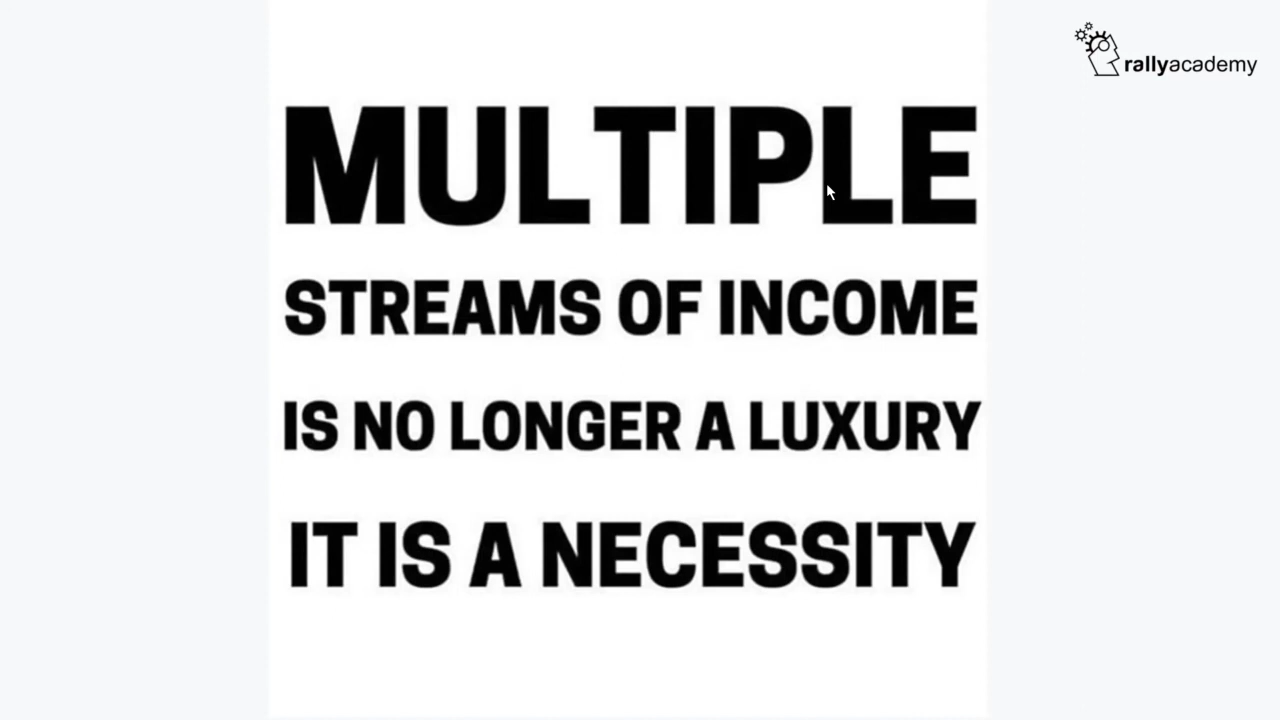 rallyacademy
MULTIPLE
STREAMS OF INCOME
IS NO LONGER A LUXURY
IT IS A NECESSITY